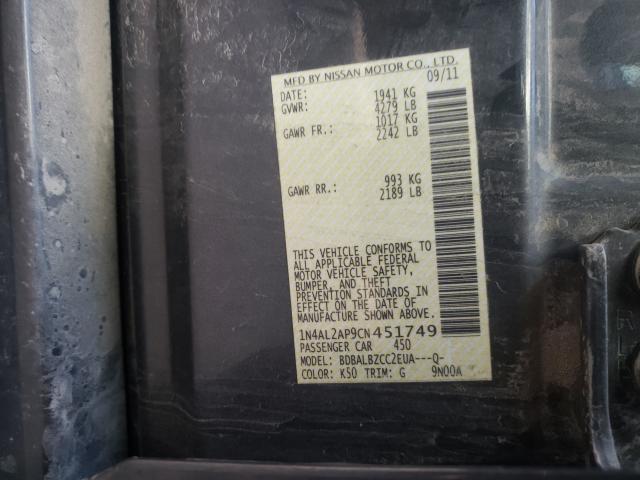 MFD BY NISSAN MOTOR CO., LTD.
DATE: 09/11
GVWR: 1941 KG
4279 LB
GAWR FR.: 1017 KG
2242 LB
GAWR RR.: 993 KG
2189 LB
THIS VEHICLE CONFORMS TO
ALL APPLICABLE FEDERAL
MOTOR VEHICLE SAFETY,
BUMPER, AND THEFT
PREVENTION STANDARDS IN
EFFECT ON THE DATE OF
MANUFACTURE SHOWN ABOVE.
1N4AL2AP9CN451749
PASSENGER CAR 450
MODEL: BDBALBZCC2EUA---Q-
COLOR: K50 TRIM: G 9N00A